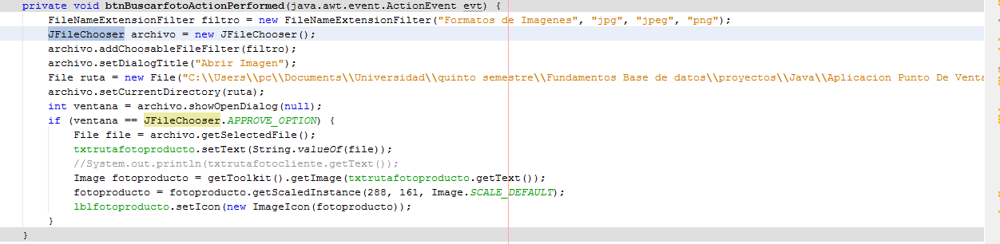 private void btnBuscarfotoActionPerformed(java.awt.event.ActionEvent evt) {
FileNameExtensionFilter filtro = new FileNameExtensionFilter("Formatos de Imagenes", "jpg", "jpeg", "png");
JFileChooser archivo = new JFileChooser();
archivo.addChoosableFileFilter(filtro);
archivo.setDialogTitle("Abrir Imagen");
File ruta = new File("C:\\Users\\pc\\Documents\\Universidad\\quinto semestre\\Fundamentos Base de datos\\proyectos\\Java\\Aplicacion Punto De Venta
archivo.setCurrentDirectory(ruta);
int ventana = archivo.showOpenDialog(null);
if (ventana == JFileChooser.APPROVE_OPTION) {
File file = archivo.getSelectedFile();
txtrutafotoproducto.setText(String.valueOf(file));
//System.out.println(txtrutafotocliente.getText());
Image fotoproducto = getToolkit().getImage(txtrutafotoproducto.getText());
fotoproducto = fotoproducto.getScaledInstance(288, 161, Image.SCALE_DEFAULT);
lblfotoproducto.setIcon(new ImageIcon(fotoproducto));
}
}